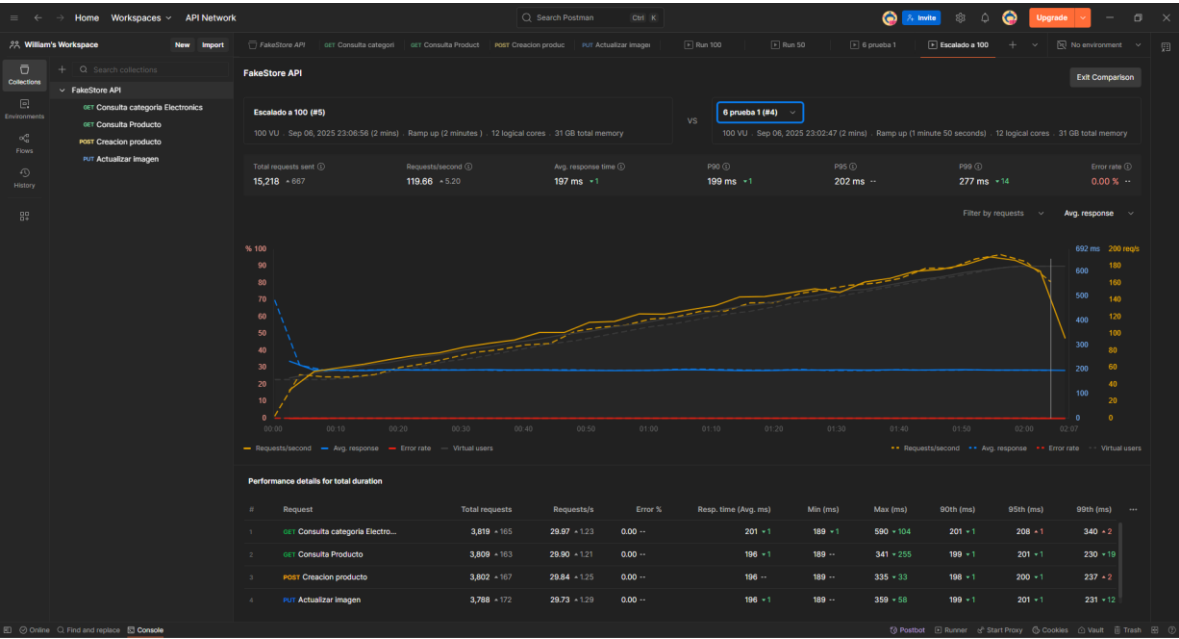 Home Workspaces API Network Search Postman Ctrl K Invite Upgrade
William's Workspace New Import FakeStore API GET Consulta categori GET Consulta Product POST Creacion produc PUT Actualizar image Run 100 Run 50 6 prueba 1 Escalado a 100 No environment
Collections
Environments
Flows
History
Search collections
FakeStore API
GET Consulta categoria Electronics
GET Consulta Producto
POST Creacion producto
PUT Actualizar imagen
FakeStore API Exit Comparison
Escalado a 100 (#5)
100 VU . Sep 06, 2025 23:06:56 (2 mins) . Ramp up (2 minutes ) . 12 logical cores . 31 GB total memory
VS
6 prueba 1 (#4)
100 VU . Sep 06, 2025 23:02:47 (2 mins) . Ramp up (1 minute 50 seconds) . 12 logical cores . 31 GB total memory
Total requests sent Requests/second Avg. response time P90 P95 P99 Error rate
15,218 ▲ 667 119.66 ▲ 5.20 197 ms ▼ 1 199 ms ▼ 1 202 ms -- 277 ms ▼ 14 0.00 % --
Filter by requests Avg. response
% 100 692 ms 200 req/s
90 180
80 600 160
70 500 140
60 400 120
50 100
40 300 80
30 200 60
20 40
10 100 20
0 0 0
00:00 00:10 00:20 00:30 00:40 00:50 01:00 01:10 01:20 01:30 01:40 01:50 02:00 02:07
Requests/second Avg. response Error rate Virtual users Requests/second Avg. response Error rate Virtual users
Performance details for total duration
# Request Total requests Requests/s Error % Resp. time (Avg. ms) Min (ms) Max (ms) 90th (ms) 95th (ms) 99th (ms) ...
1 GET Consulta categoria Electro... 3,819 ▲ 165 29.97 ▲ 1.23 0.00 -- 201 ▼ 1 189 ▼ 1 590 ▼ 104 201 ▼ 1 208 ▲ 1 340 ▲ 2
2 GET Consulta Producto 3,809 ▲ 163 29.90 ▲ 1.21 0.00 -- 196 ▼ 1 189 -- 341 ▼ 255 199 ▼ 1 201 ▼ 1 230 ▼ 19
3 POST Creacion producto 3,802 ▲ 167 29.84 ▲ 1.25 0.00 -- 196 -- 189 -- 335 ▼ 33 198 ▼ 1 200 ▼ 1 237 ▲ 2
4 PUT Actualizar imagen 3,788 ▲ 172 29.73 ▲ 1.29 0.00 -- 196 ▼ 1 189 -- 359 ▼ 58 199 ▼ 1 201 ▼ 1 231 ▼ 12
Online Find and replace Console Postbot Runner Start Proxy Cookies Vault Trash